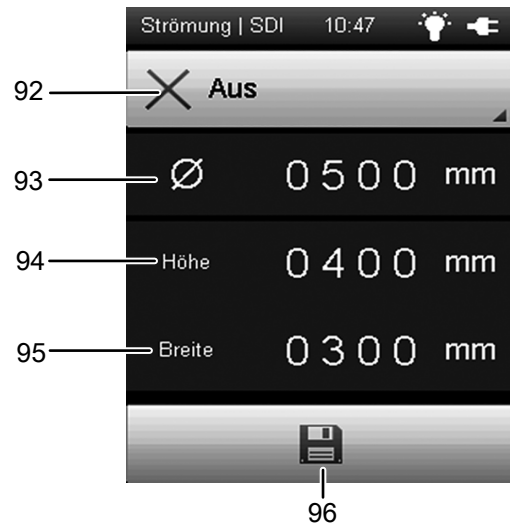 Strömung | SDI 10:47
92 Aus
93 Ø 0500 mm
94 Höhe 0400 mm
95 Breite 0300 mm
96